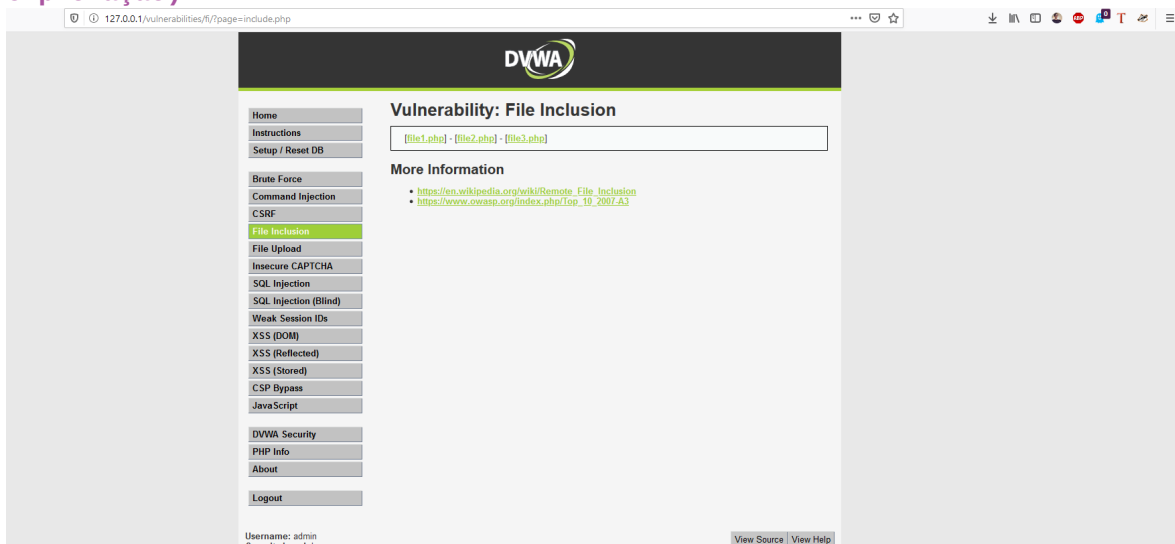 127.0.0.1/vulnerabilities/fi/?page=include.php
DVWA
Home
Instructions
Setup / Reset DB
Brute Force
Command Injection
CSRF
File Inclusion
File Upload
Insecure CAPTCHA
SQL Injection
SQL Injection (Blind)
Weak Session IDs
XSS (DOM)
XSS (Reflected)
XSS (Stored)
CSP Bypass
JavaScript
DVWA Security
PHP Info
About
Logout
Vulnerability: File Inclusion
[file1.php] - [file2.php] - [file3.php]
More Information
https://en.wikipedia.org/wiki/Remote_File_Inclusion
https://www.owasp.org/index.php/Top_10_2007-A3
Username: admin
View Source View Help